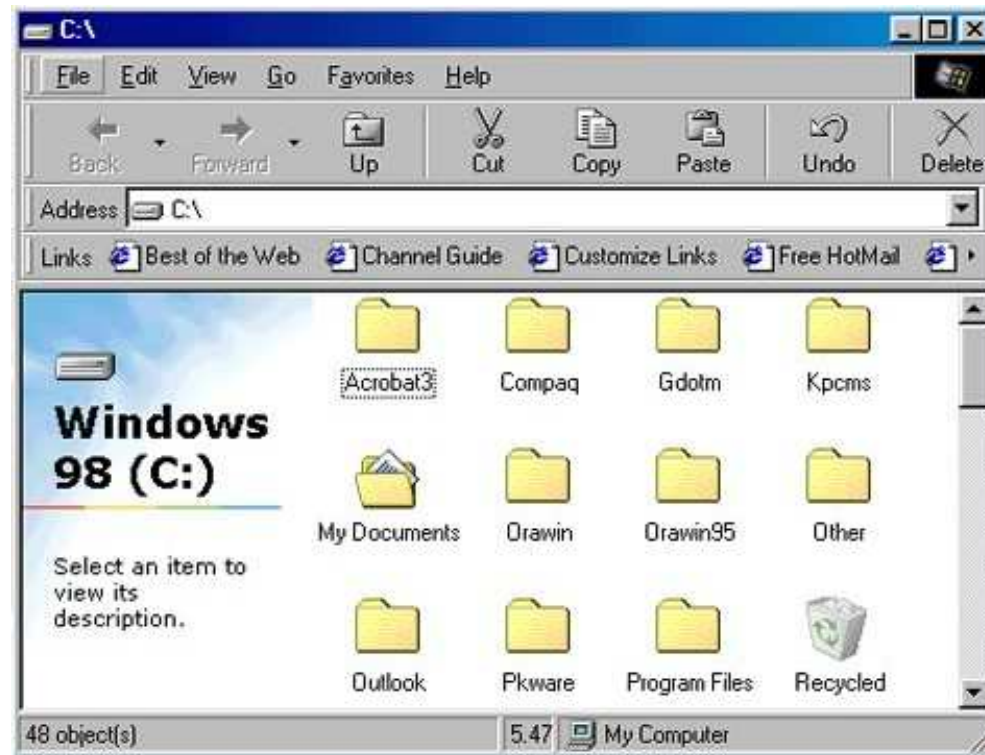 C:\
File Edit View Go Favorites Help
Back Forward Up Cut Copy Paste Undo Delete
Address C:\
Links Best of the Web Channel Guide Customize Links Free HotMail
Windows
98 (C:)
Select an item to
view its
description.
Acrobat3 Compaq Gdotm Kpcms
My Documents Orawin Orawin95 Other
Outlook Pkware Program Files Recycled
48 object(s) 5.47 My Computer